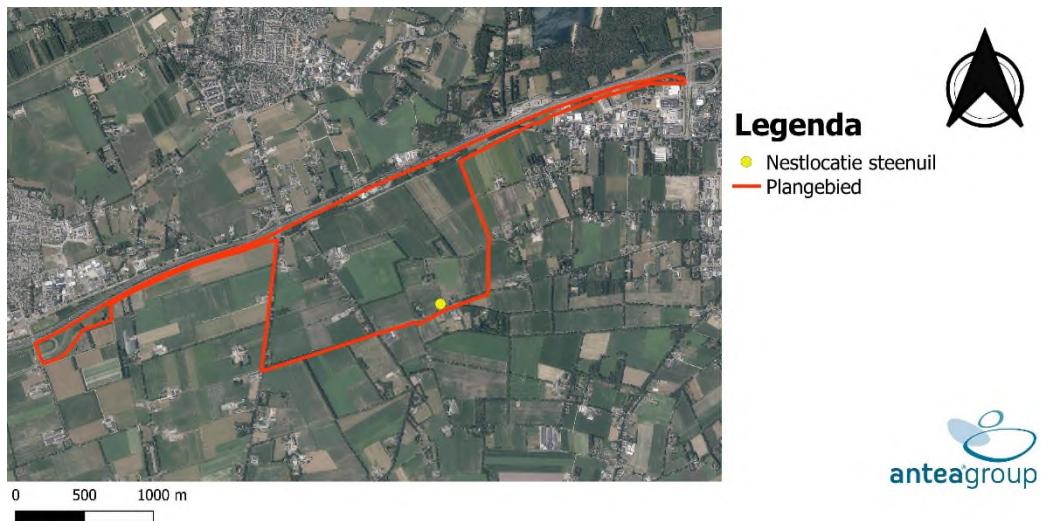 Legenda
Nestlocatie steenuil
Plangebied
anteagroup
0 500 1000 m